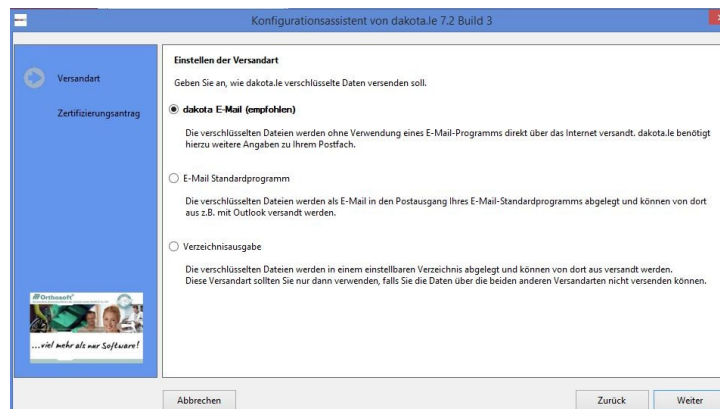 Konfigurationsassistent von dakota.le 7.2 Build 3
Versandart
Zertifizierungsantrag
Einstellen der Versandart
Geben Sie an, wie dakota.le verschlüsselte Daten versenden soll.
dakota E-Mail (empfohlen)
Die verschlüsselten Dateien werden ohne Verwendung eines E-Mail-Programms direkt über das Internet versandt. dakota.le benötigt
hierzu weitere Angaben zu Ihrem Postfach.
E-Mail Standardprogramm
Die verschlüsselten Dateien werden als E-Mail in den Postausgang Ihres E-Mail-Standardprogramms abgelegt und können von dort
aus z.B. mit Outlook versandt werden.
Verzeichnisausgabe
Die verschlüsselten Dateien werden in einem einstellbaren Verzeichnis abgelegt und können von dort aus versandt werden.
Diese Versandart sollten Sie nur dann verwenden, falls Sie die Daten über die beiden anderen Versandarten nicht versenden können.
Orthosoft
...viel mehr als nur Software!
Abbrechen
Zurück
Weiter